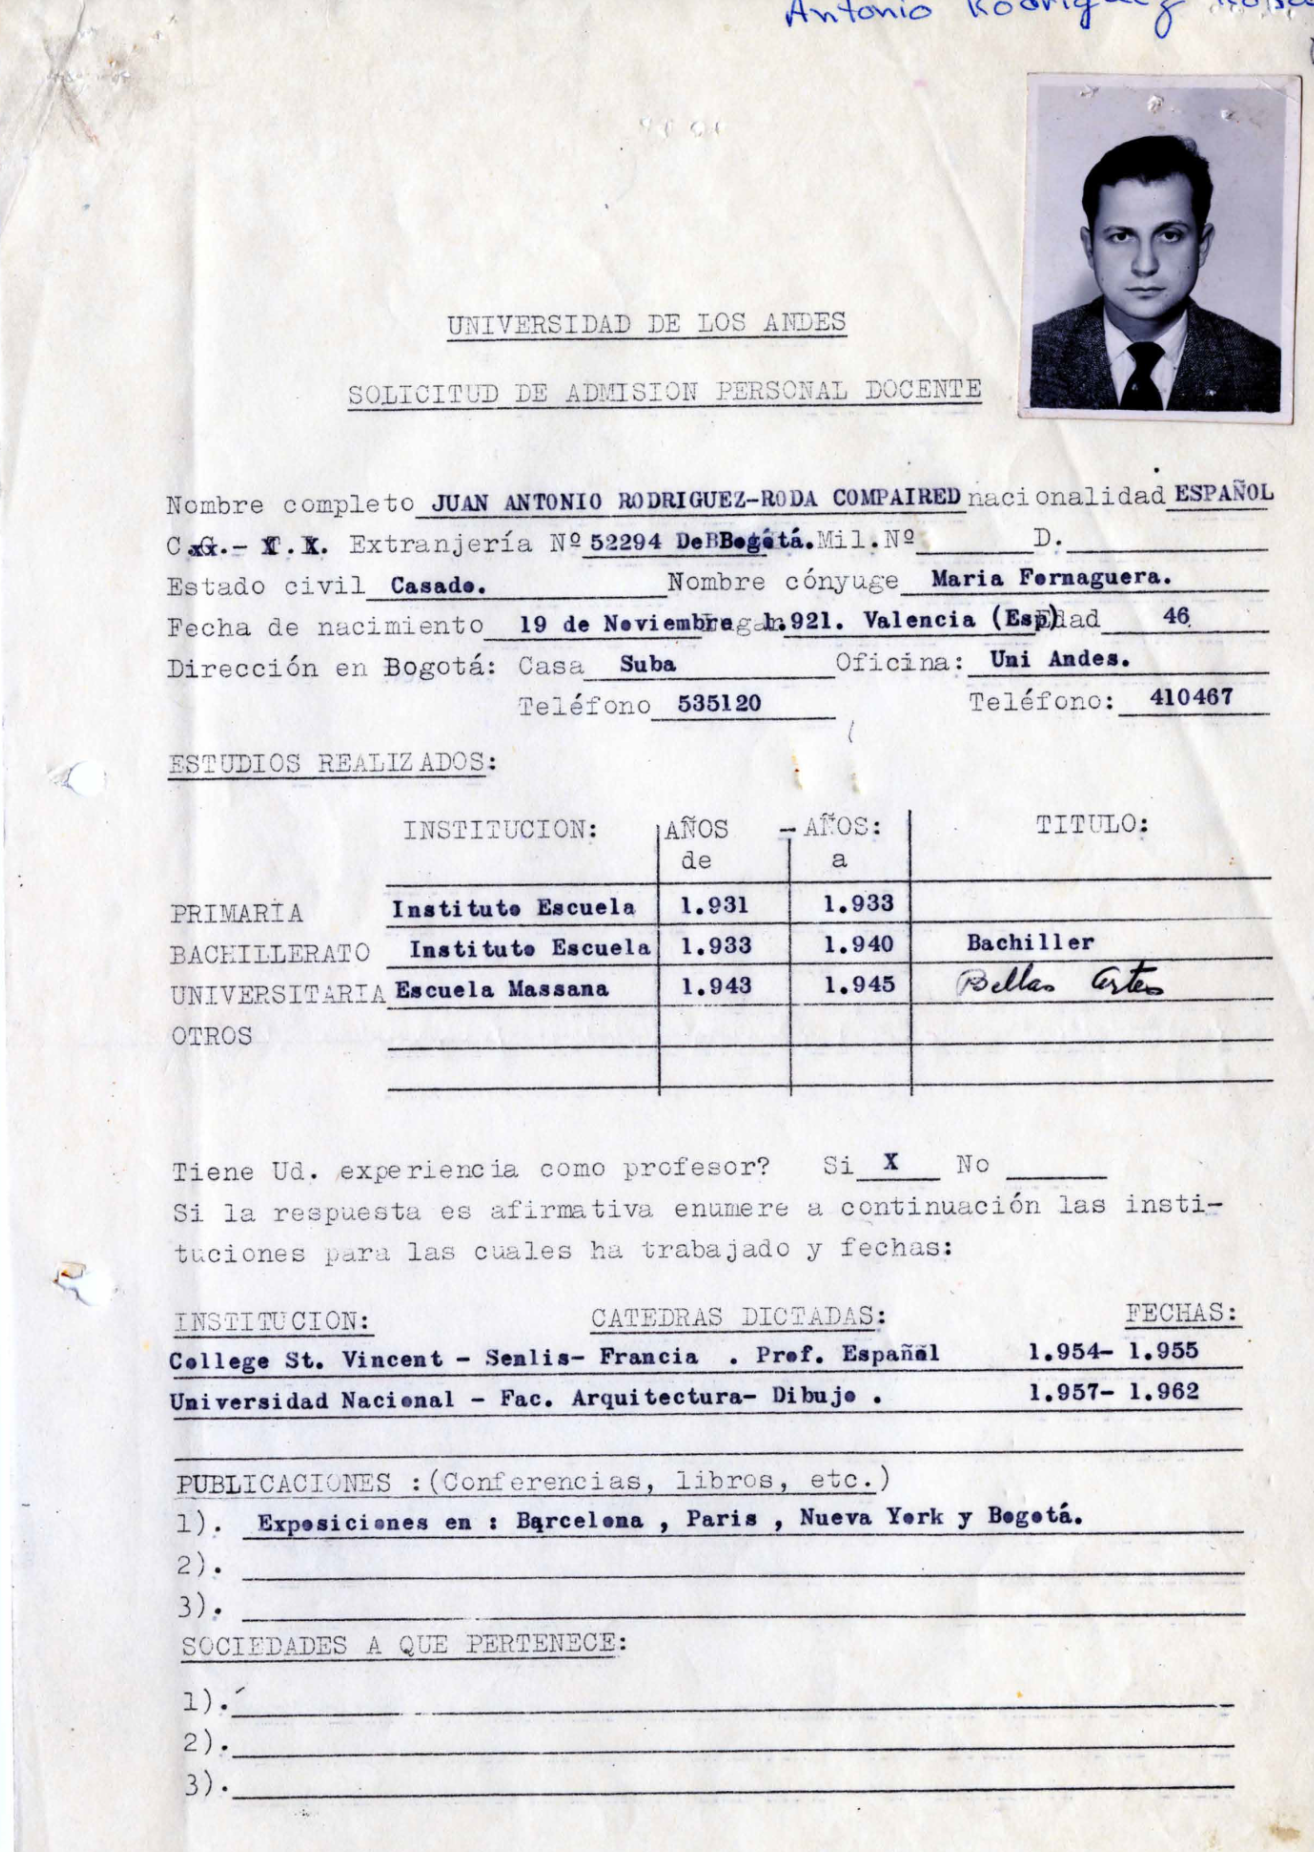 Antonio Rodriguez
UNIVERSIDAD DE LOS ANDES
SOLICITUD DE ADMISION PERSONAL DOCENTE
Nombre completo JUAN ANTONIO RODRIGUEZ-RODA COMPAIRED nacionalidad ESPAÑOL
Extranjería Nº 52294 De Bogotá. Mil.Nº D.
Estado civil Casado. Nombre cónyuge Maria Fornaguera.
Fecha de nacimiento 19 de Noviembre 1.921. Valencia (Esp) Edad 46
Dirección en Bogotá: Casa Suba Oficina: Uni Andes.
Teléfono 535120 Teléfono: 410467
ESTUDIOS REALIZADOS:
INSTITUCION: AÑOS - AÑOS: TITULO:
de a
PRIMARIA Instituto Escuela 1.931 1.933
BACHILLERATO Instituto Escuela 1.933 1.940 Bachiller
UNIVERSITARIA Escuela Massana 1.943 1.945 Bellas Artes
OTROS
Tiene Ud. experiencia como profesor? Si X No
Si la respuesta es afirmativa enumere a continuación las insti-
tuciones para las cuales ha trabajado y fechas:
INSTITUCION: CATEDRAS DICTADAS: FECHAS:
College St. Vincent - Senlis- Francia . Prof. Español 1.954- 1.955
Universidad Nacional - Fac. Arquitectura- Dibujo . 1.957- 1.962
PUBLICACIONES :(Conferencias, libros, etc.)
1). Exposiciones en : Barcelona , Paris , Nueva York y Bogotá.
2).
3).
SOCIEDADES A QUE PERTENECE:
1).
2).
3).